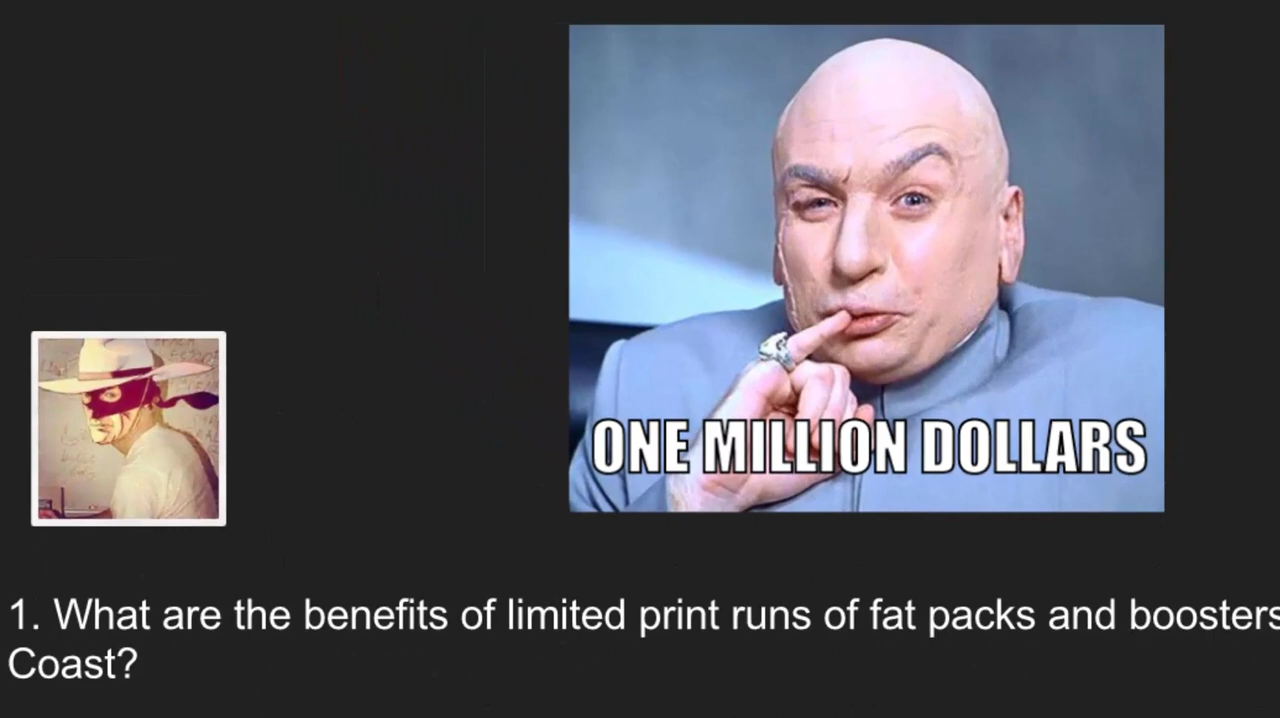 ONE MILLION DOLLARS
1. What are the benefits of limited print runs of fat packs and boosters
Coast?